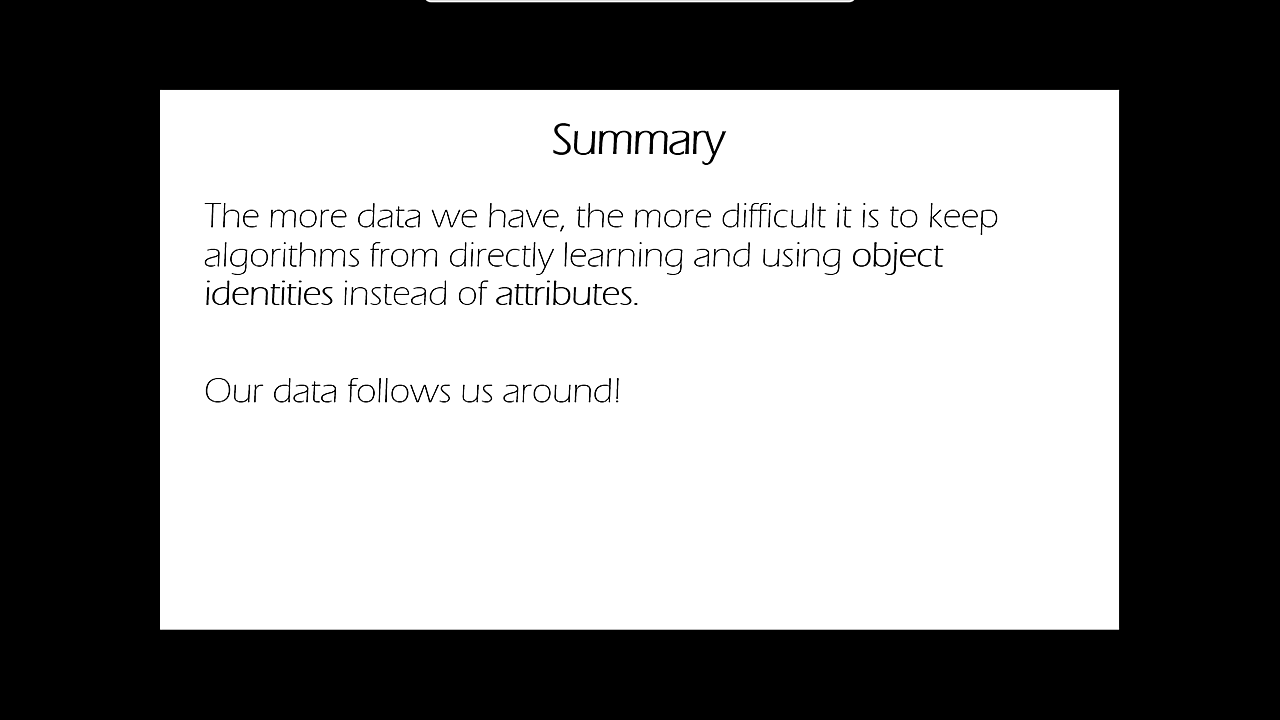 Summary
The more data we have, the more difficult it is to keep
algorithms from directly learning and using object
identities instead of attributes.
Our data follows us around!